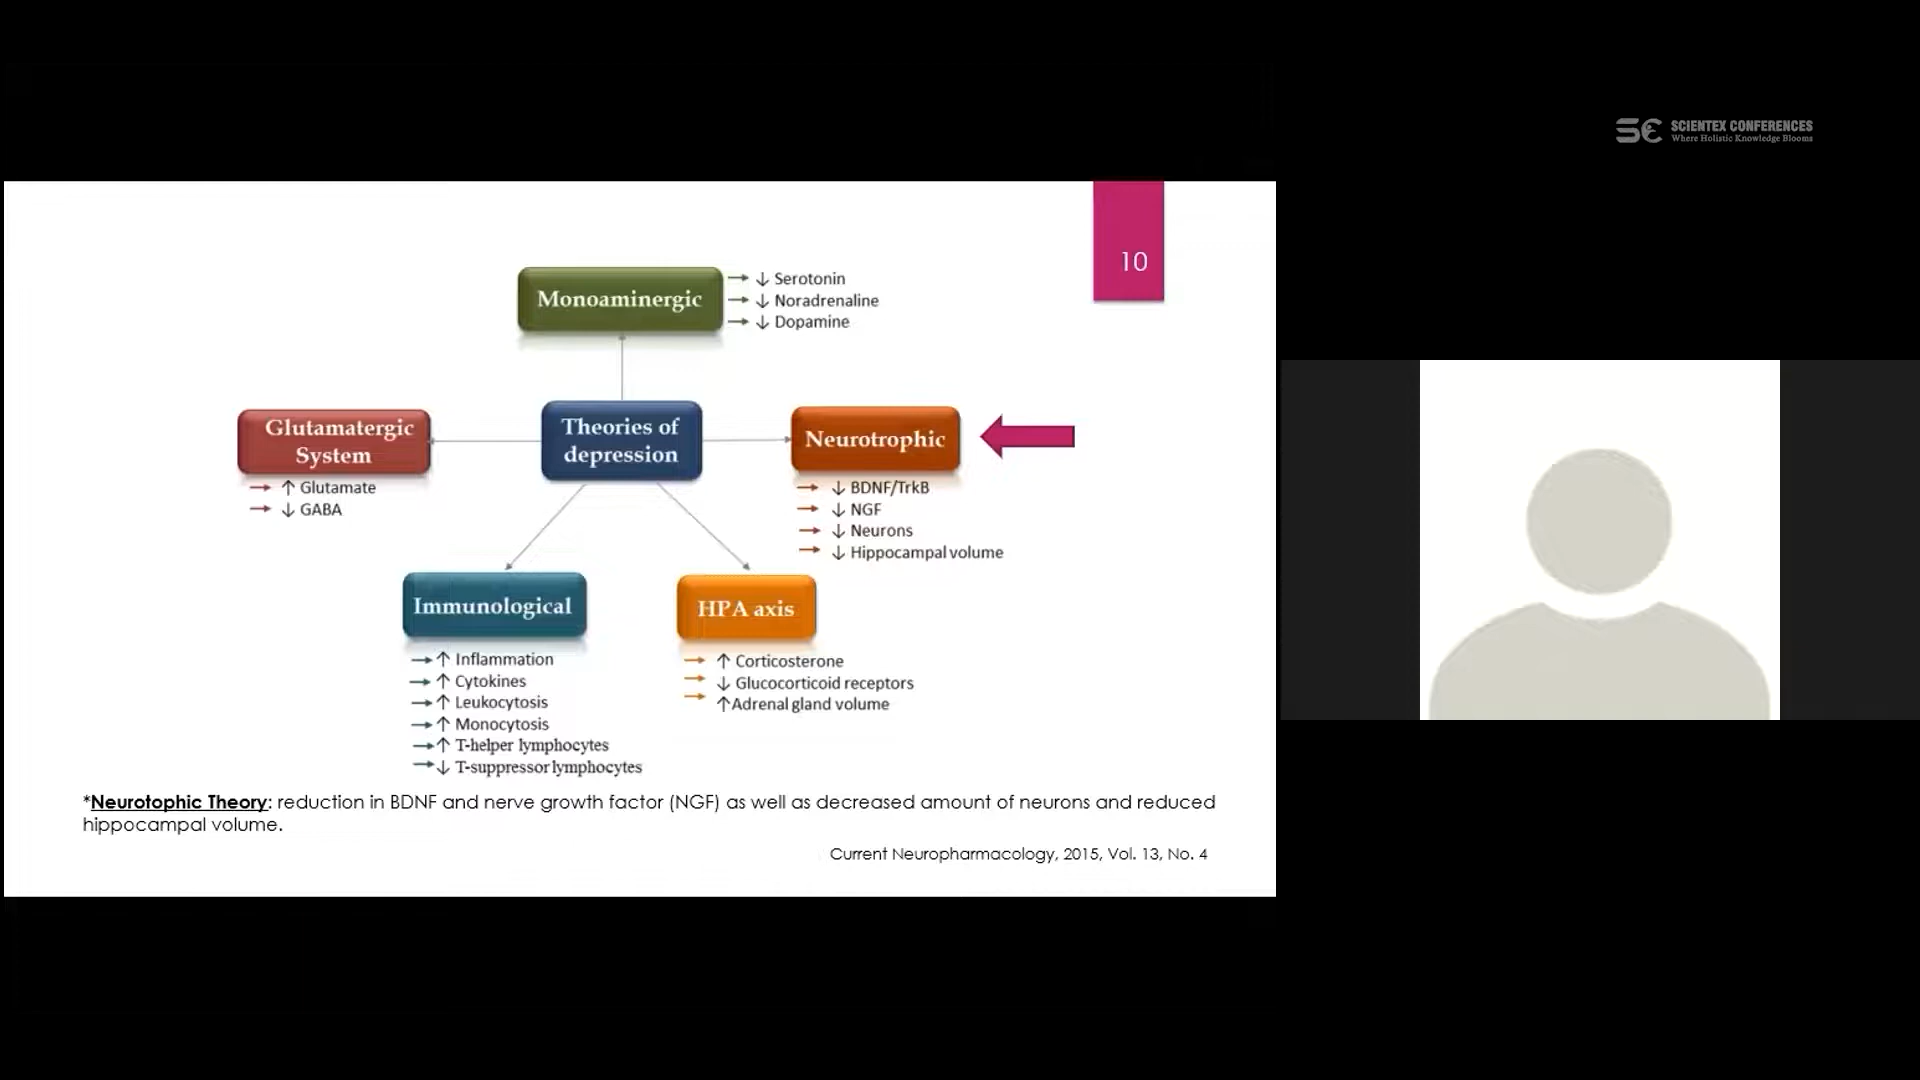 SCIENTEX CONFERENCES
Where Holistic Knowledge Blooms
10
Monoaminergic
↓ Serotonin
↓ Noradrenaline
↓ Dopamine
Glutamatergic
System
↑ Glutamate
↓ GABA
Theories of
depression
Neurotrophic
↓ BDNF/TrkB
↓ NGF
↓ Neurons
↓ Hippocampal volume
Immunological
↑ Inflammation
↑ Cytokines
↑ Leukocytosis
↑ Monocytosis
↑ T-helper lymphocytes
↓ T-suppressor lymphocytes
HPA axis
↑ Corticosterone
↓ Glucocorticoid receptors
↑Adrenal gland volume
*Neurotophic Theory: reduction in BDNF and nerve growth factor (NGF) as well as decreased amount of neurons and reduced
hippocampal volume.
Current Neuropharmacology, 2015, Vol. 13, No. 4